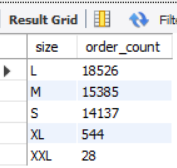 Result Grid Filte
size order_count
L 18526
M 15385
S 14137
XL 544
XXL 28